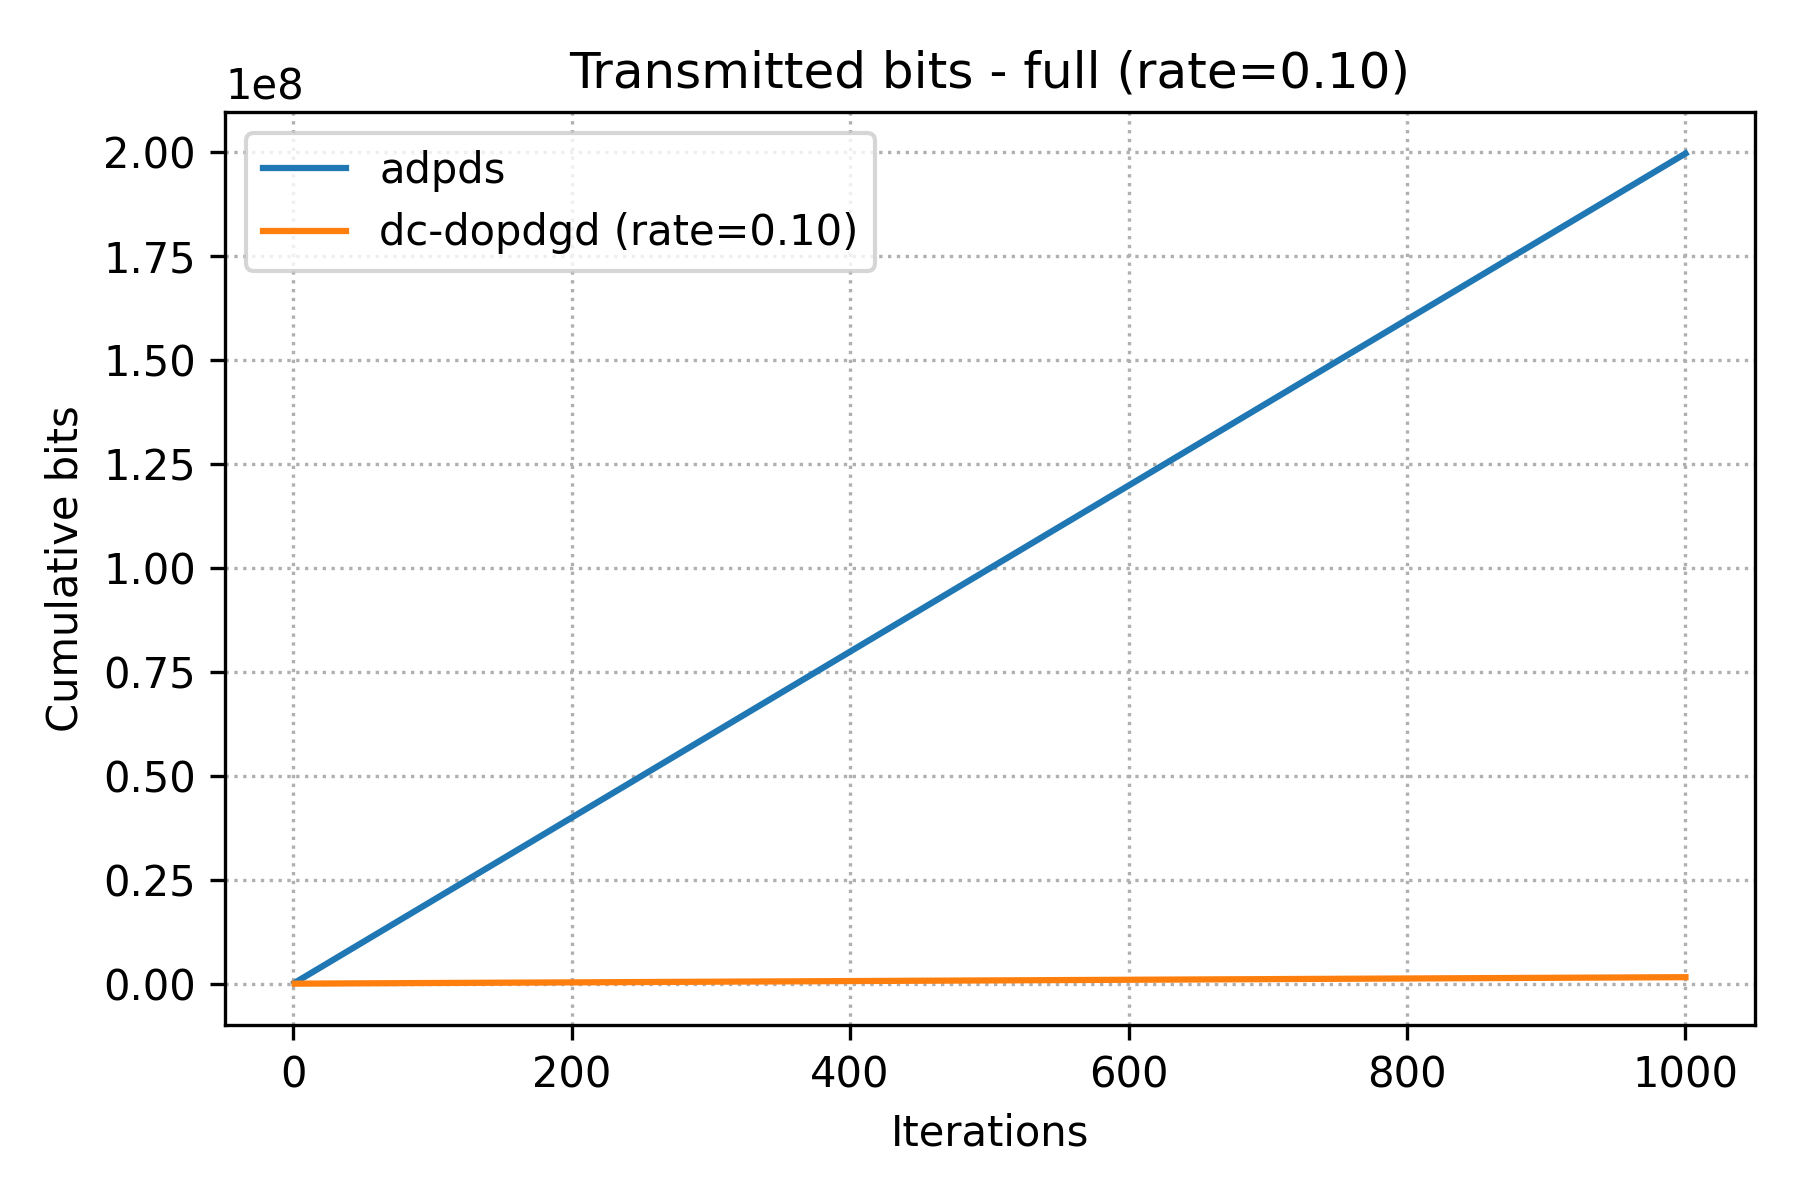 Transmitted bits - full (rate=0.10)
1e8
adpds
dc-dopdgd (rate=0.10)
2.00
1.75
1.50
1.25
1.00
0.75
0.50
0.25
0.00
Cumulative bits
0 200 400 600 800 1000
Iterations